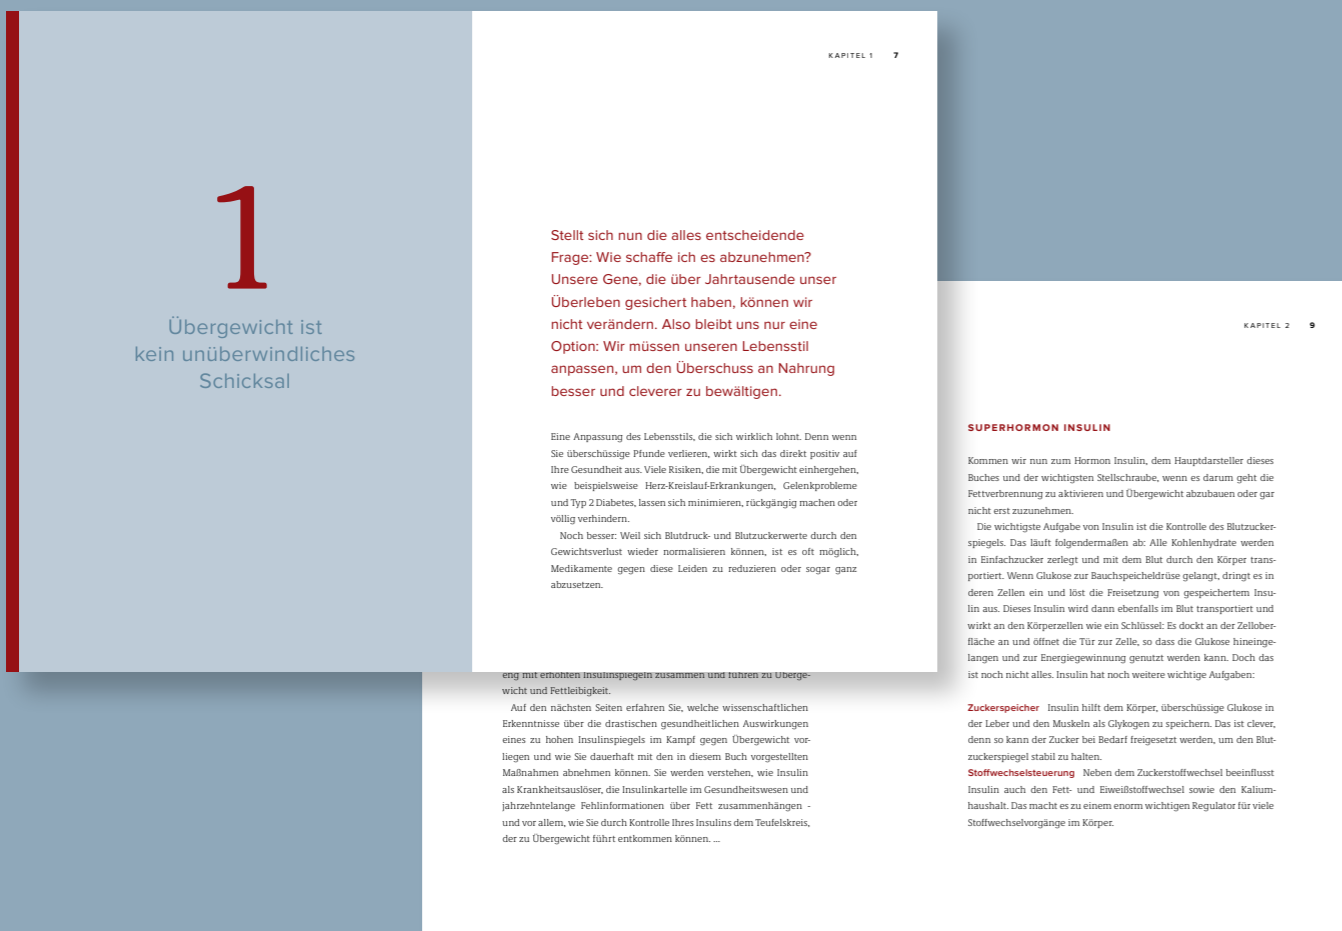 1
Übergewicht ist
kein unüberwindliches
Schicksal
KAPITEL 1 7
Stellt sich nun die alles entscheidende
Frage: Wie schaffe ich es abzunehmen?
Unsere Gene, die über Jahrtausende unser
Überleben gesichert haben, können wir
nicht verändern. Also bleibt uns nur eine
Option: Wir müssen unseren Lebensstil
anpassen, um den Überschuss an Nahrung
besser und cleverer zu bewältigen.
Eine Anpassung des Lebensstils, die sich wirklich lohnt. Denn wenn
Sie überschüssige Pfunde verlieren, wirkt sich das direkt positiv auf
Ihre Gesundheit aus. Viele Risiken, die mit Übergewicht einhergehen,
wie beispielsweise Herz-Kreislauf-Erkrankungen, Gelenkprobleme
und Typ 2 Diabetes, lassen sich minimieren, rückgängig machen oder
völlig verhindern.
Noch besser: Weil sich Blutdruck- und Blutzuckerwerte durch den
Gewichtsverlust wieder normalisieren können, ist es oft möglich,
Medikamente gegen diese Leiden zu reduzieren oder sogar ganz
abzusetzen.
eng mit erhöhten Insulinspiegeln zusammen und führen zu Überge-
wicht und Fettleibigkeit.
Auf den nächsten Seiten erfahren Sie, welche wissenschaftlichen
Erkenntnisse über die drastischen gesundheitlichen Auswirkungen
eines zu hohen Insulinspiegels im Kampf gegen Übergewicht vor-
liegen und wie Sie dauerhaft mit den in diesem Buch vorgestellten
Maßnahmen abnehmen können. Sie werden verstehen, wie Insulin
als Krankheitsauslöser, die Insulinkartelle im Gesundheitswesen und
jahrzehntelange Fehlinformationen über Fett zusammenhängen -
und vor allem, wie Sie durch Kontrolle Ihres Insulins dem Teufelskreis,
der zu Übergewicht führt entkommen können. ...
KAPITEL 2 9
SUPERHORMON INSULIN
Kommen wir nun zum Hormon Insulin, dem Hauptdarsteller dieses
Buches und der wichtigsten Stellschraube, wenn es darum geht die
Fettverbrennung zu aktivieren und Übergewicht abzubauen oder gar
nicht erst zuzunehmen.
Die wichtigste Aufgabe von Insulin ist die Kontrolle des Blutzucker-
spiegels. Das läuft folgendermaßen ab: Alle Kohlenhydrate werden
in Einfachzucker zerlegt und mit dem Blut durch den Körper trans-
portiert. Wenn Glukose zur Bauchspeicheldrüse gelangt, dringt es in
deren Zellen ein und löst die Freisetzung von gespeichertem Insu-
lin aus. Dieses Insulin wird dann ebenfalls im Blut transportiert und
wirkt an den Körperzellen wie ein Schlüssel: Es dockt an der Zellober-
fläche an und öffnet die Tür zur Zelle, so dass die Glukose hineinge-
langen und zur Energiegewinnung genutzt werden kann. Doch das
ist noch nicht alles. Insulin hat noch weitere wichtige Aufgaben:
Zuckerspeicher Insulin hilft dem Körper, überschüssige Glukose in
der Leber und den Muskeln als Glykogen zu speichern. Das ist clever,
denn so kann der Zucker bei Bedarf freigesetzt werden, um den Blut-
zuckerspiegel stabil zu halten.
Stoffwechselsteuerung Neben dem Zuckerstoffwechsel beeinflusst
Insulin auch den Fett- und Eiweißstoffwechsel sowie den Kalium-
haushalt. Das macht es zu einem enorm wichtigen Regulator für viele
Stoffwechselvorgänge im Körper.